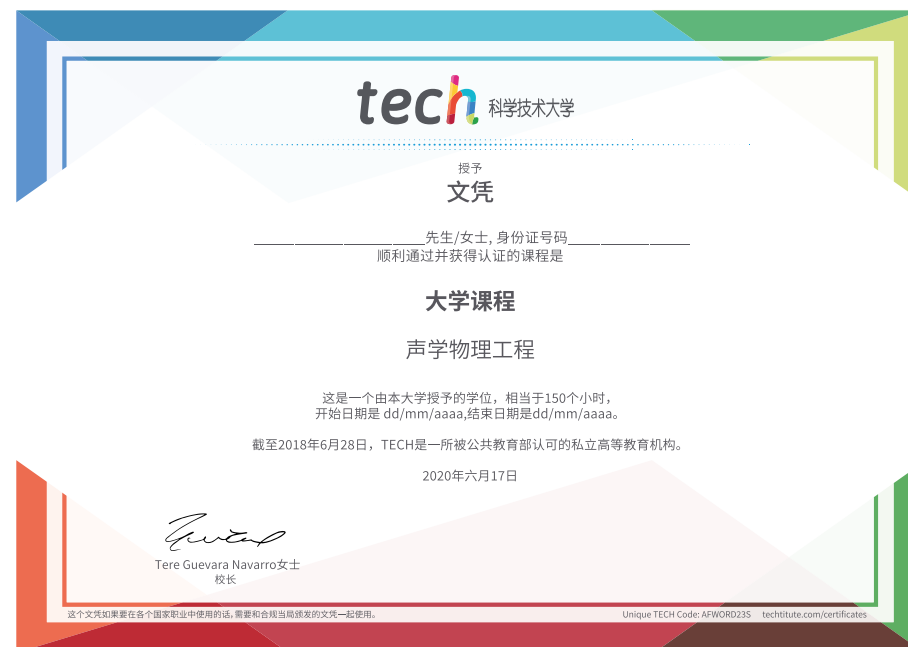 tech 科学技术大学
授予
文凭
____________________先生/女士, 身份证号码______________
顺利通过并获得认证的课程是
大学课程
声学物理工程
这是一个由本大学授予的学位，相当于150个小时，
开始日期是 dd/mm/aaaa,结束日期是dd/mm/aaaa。
截至2018年6月28日，TECH是一所被公共教育部认可的私立高等教育机构。
2020年六月17日
Tere Guevara Navarro女士
校长
这个文凭如果要在各个国家职业中使用的话,需要和合规当局颁发的文凭一起使用。
Unique TECH Code: AFWORD23S techtitute.com/certificates